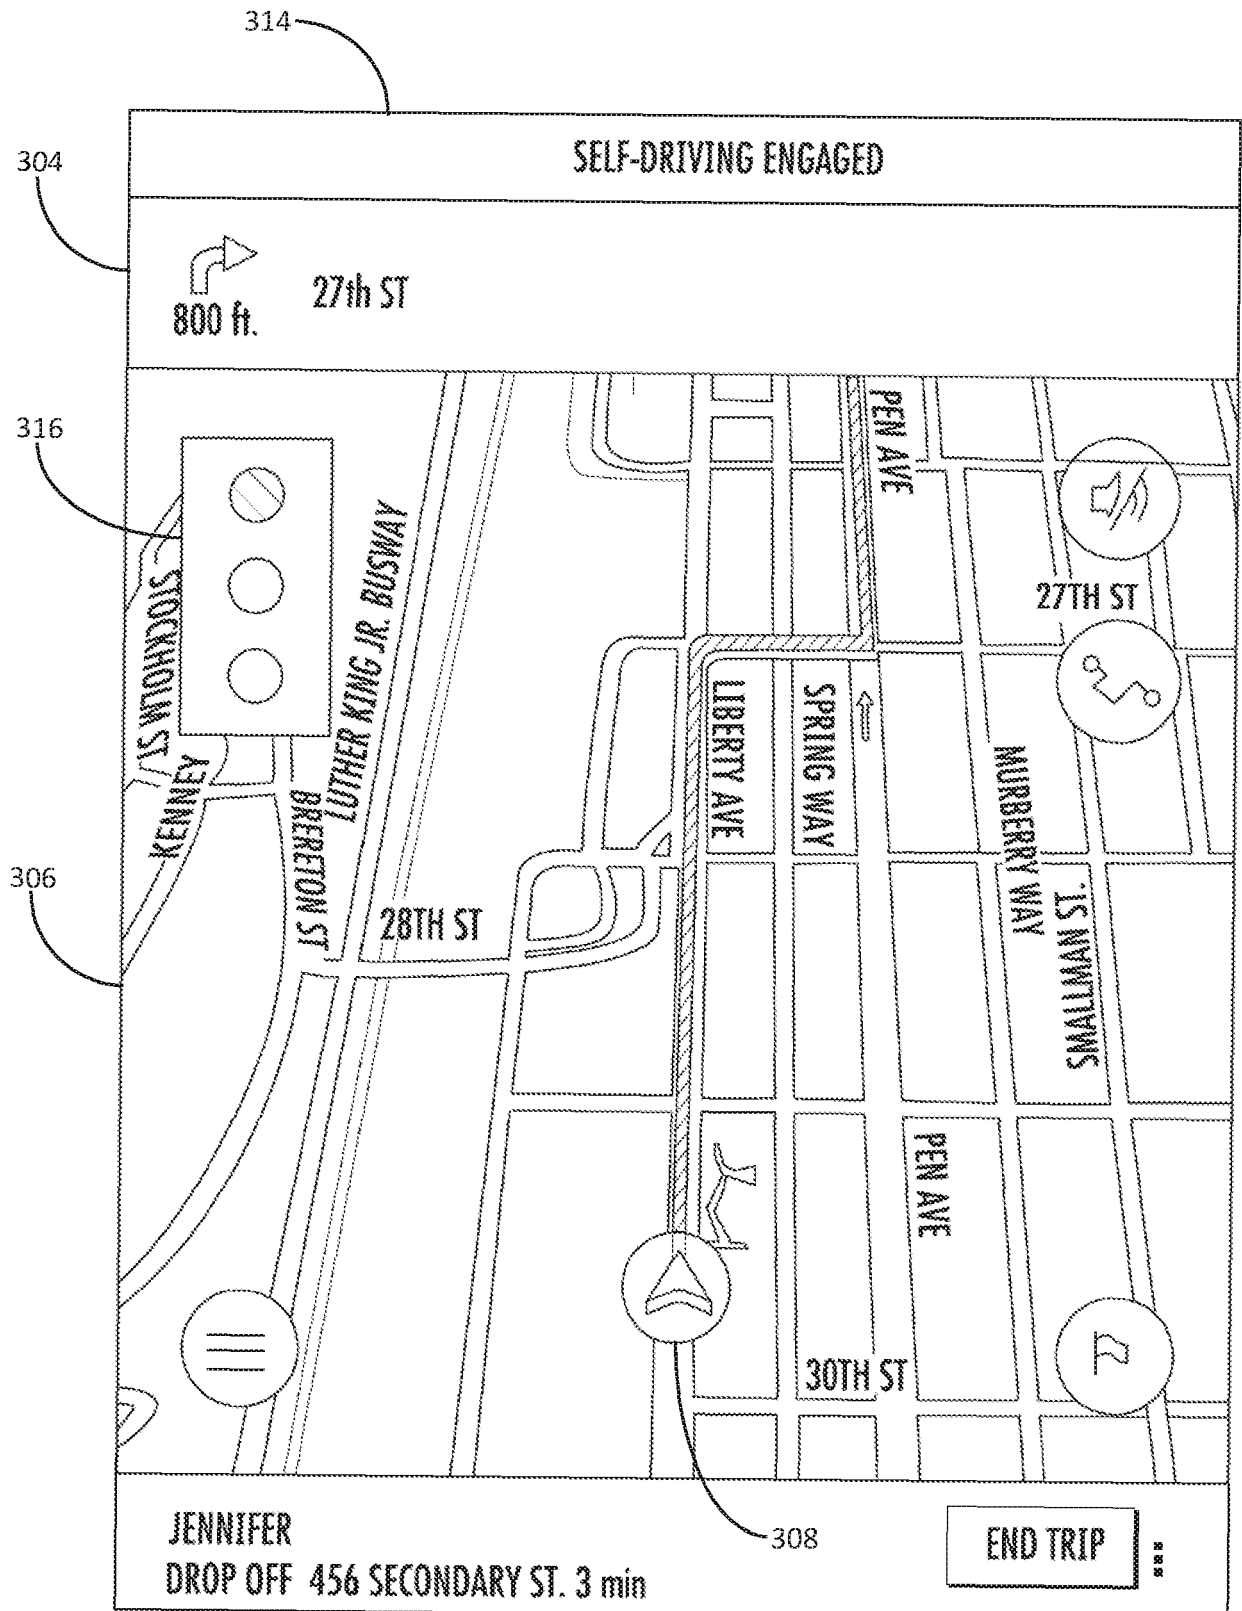 314
304
SELF-DRIVING ENGAGED
800 ft.
27th ST
316
PEN AVE
27TH ST
STOCKHOLM ST
LUTHER KING JR. BUSWAY
KENNEY
BRERETON ST
LIBERTY AVE
SPRING WAY
MURBERRY WAY
306
28TH ST
SMALLMAN ST.
PEN AVE
30TH ST
308
JENNIFER
DROP OFF 456 SECONDARY ST. 3 min
END TRIP